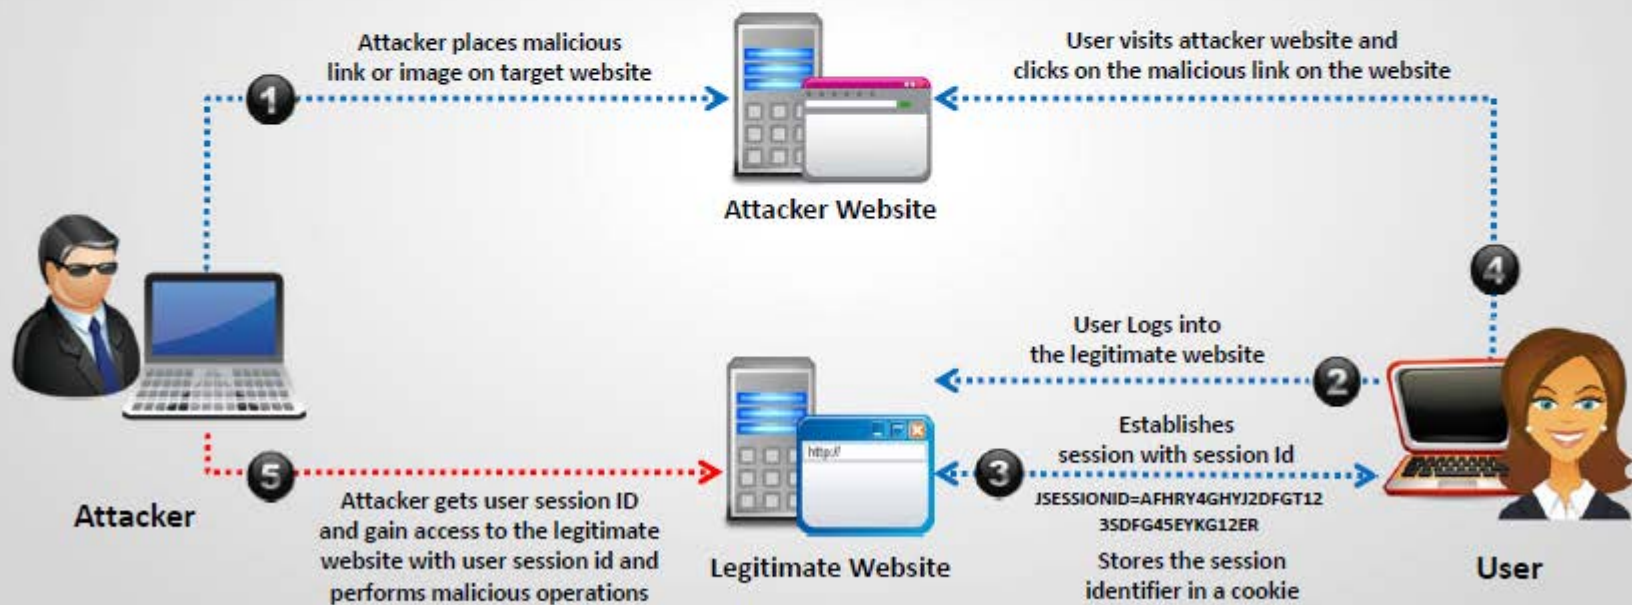 Attacker places malicious
link or image on target website
1
User visits attacker website and
clicks on the malicious link on the website
Attacker Website
4
User Logs into
the legitimate website
2
Establishes
session with session Id
3
JSESSIONID=AFHRY4GHYJ2DFGT12
3SDFG45EYKG12ER
Stores the session
identifier in a cookie
http://
Legitimate Website
5
Attacker gets user session ID
and gain access to the legitimate
website with user session id and
performs malicious operations
Attacker
User